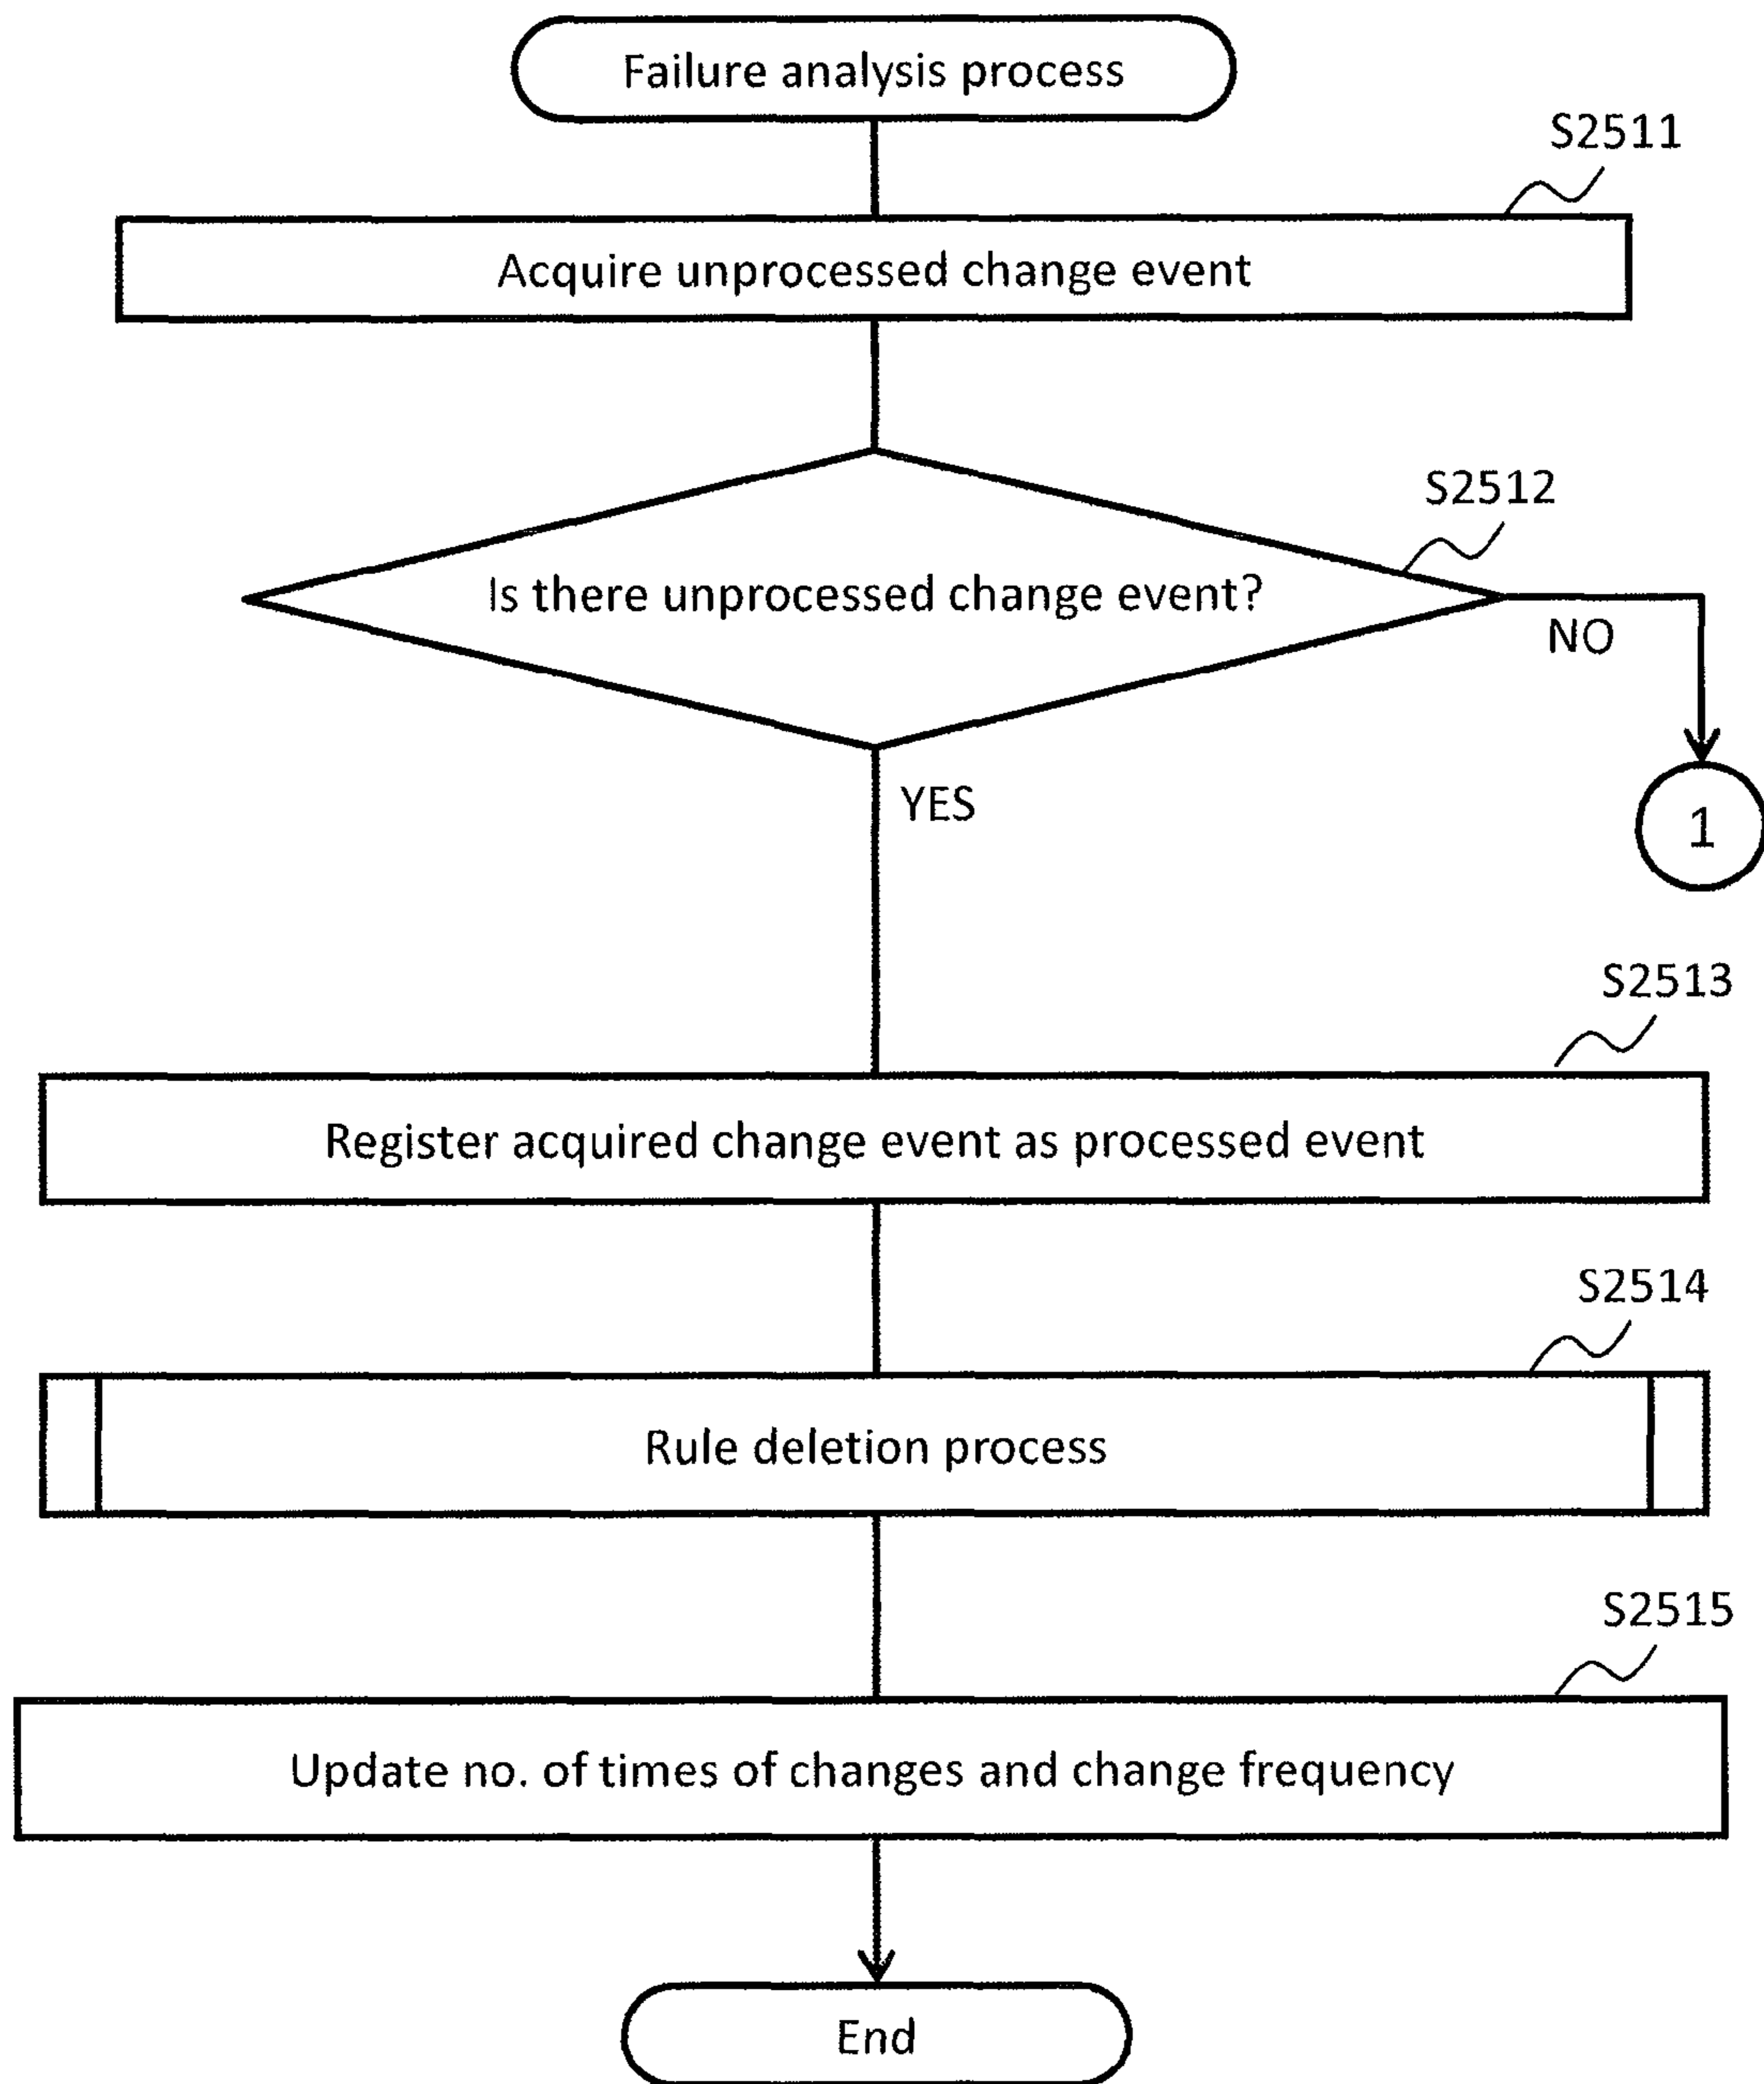 Failure analysis process
S2511
Acquire unprocessed change event
S2512
Is there unprocessed change event?
NO
YES
1
S2513
Register acquired change event as processed event
S2514
Rule deletion process
S2515
Update no. of times of changes and change frequency
End